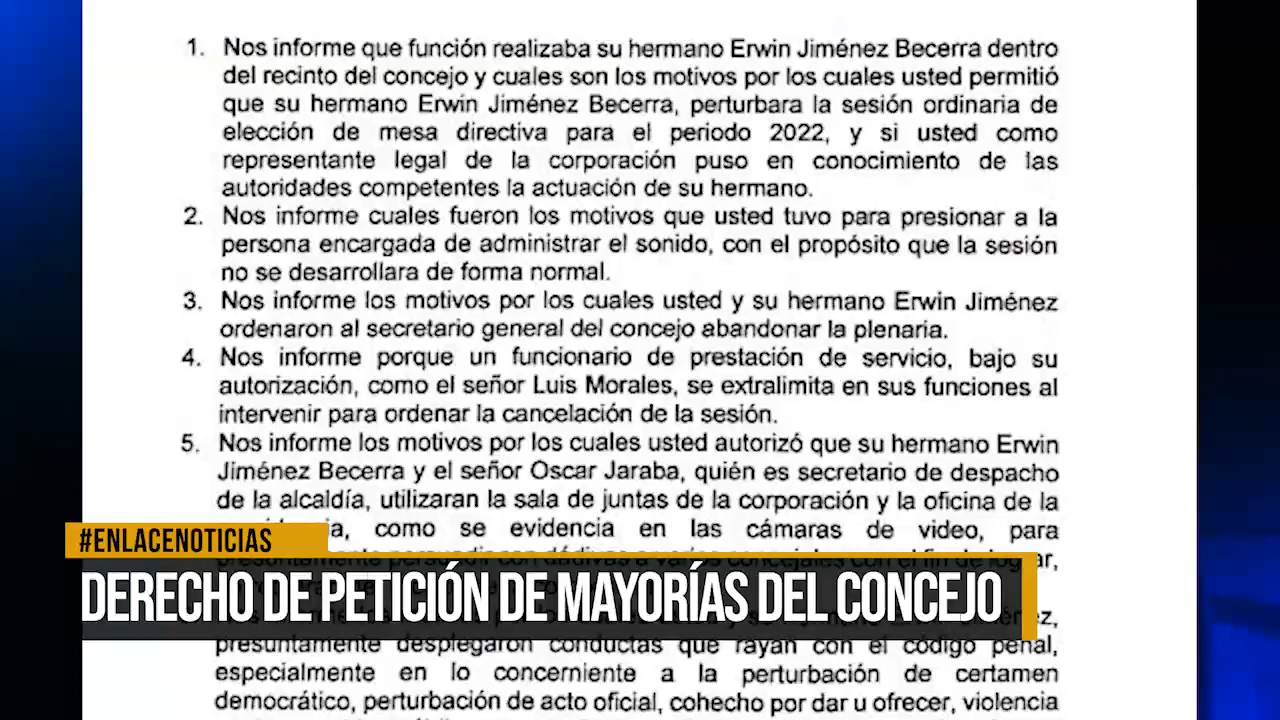 1. Nos informe que función realizaba su hermano Erwin Jiménez Becerra dentro
del recinto del concejo y cuales son los motivos por los cuales usted permitió
que su hermano Erwin Jiménez Becerra, perturbara la sesión ordinaria de
elección de mesa directiva para el periodo 2022, y si usted como
representante legal de la corporación puso en conocimiento de las
autoridades competentes la actuación de su hermano.
2. Nos informe cuales fueron los motivos que usted tuvo para presionar a la
persona encargada de administrar el sonido, con el propósito que la sesión
no se desarrollara de forma normal.
3. Nos informe los motivos por los cuales usted y su hermano Erwin Jiménez
ordenaron al secretario general del concejo abandonar la plenaria.
4. Nos informe porque un funcionario de prestación de servicio, bajo su
autorización, como el señor Luis Morales, se extralimita en sus funciones al
intervenir para ordenar la cancelación de la sesión.
5. Nos informe los motivos por los cuales usted autorizó que su hermano Erwin
Jiménez Becerra y el señor Oscar Jaraba, quién es secretario de despacho
de la alcaldía, utilizaran la sala de juntas de la corporación y la oficina de la
como se evidencia en las cámaras de video, para
#ENLACENOTICIAS
DERECHO DE PETICIÓN DE MAYORÍAS DEL CONCEJO
presuntamente desplegaron conductas que rayan con el código penal,
especialmente en lo concerniente a la perturbación de certamen
democrático, perturbación de acto oficial, cohecho por dar u ofrecer, violencia